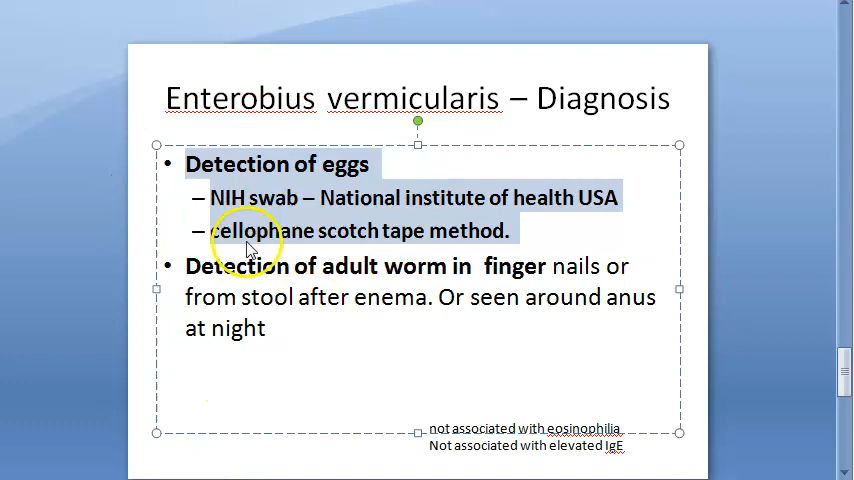 Enterobius vermicularis – Diagnosis
• Detection of eggs
– NIH swab – National institute of health USA
– cellophane scotch tape method.
• Detection of adult worm in finger nails or
from stool after enema. Or seen around anus
at night
not associated with eosinophilia
Not associated with elevated IgE